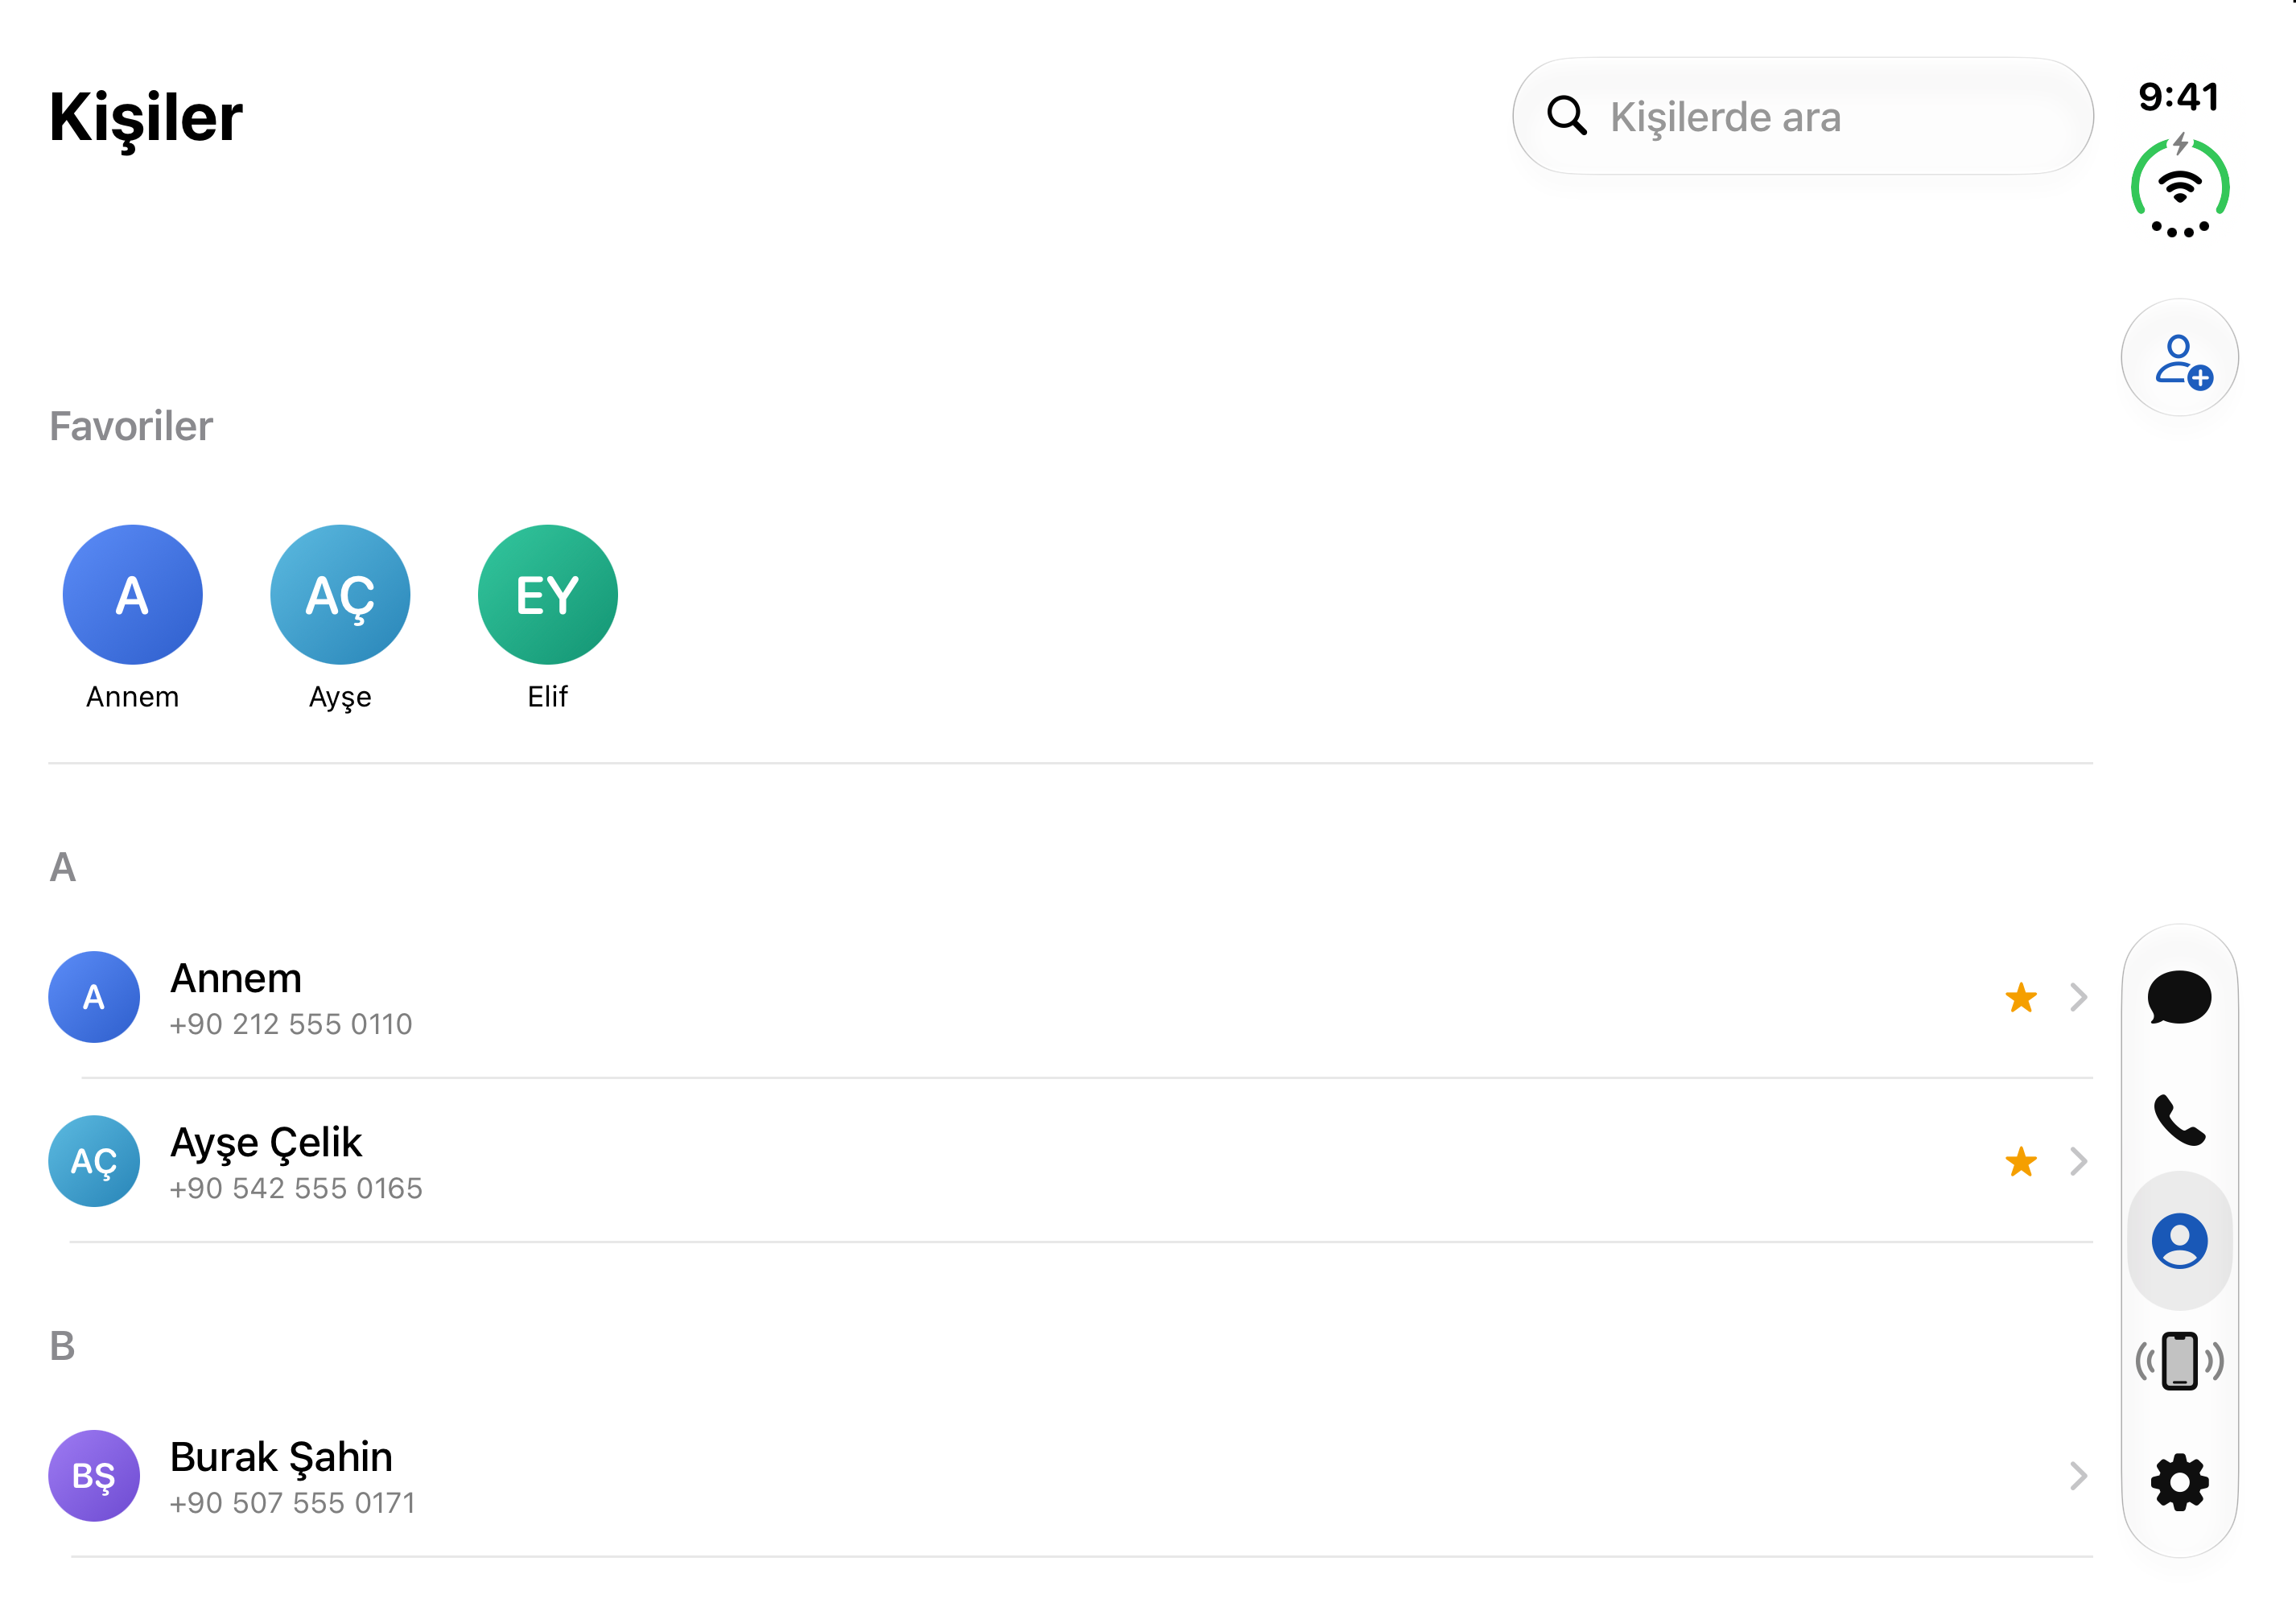 Kişiler
Kişilerde ara
9:41
Favoriler
A
AÇ
EY
Annem
Ayşe
Elif
A
A
Annem
+90 212 555 0110
AÇ
Ayşe Çelik
+90 542 555 0165
B
BŞ
Burak Şahin
+90 507 555 0171